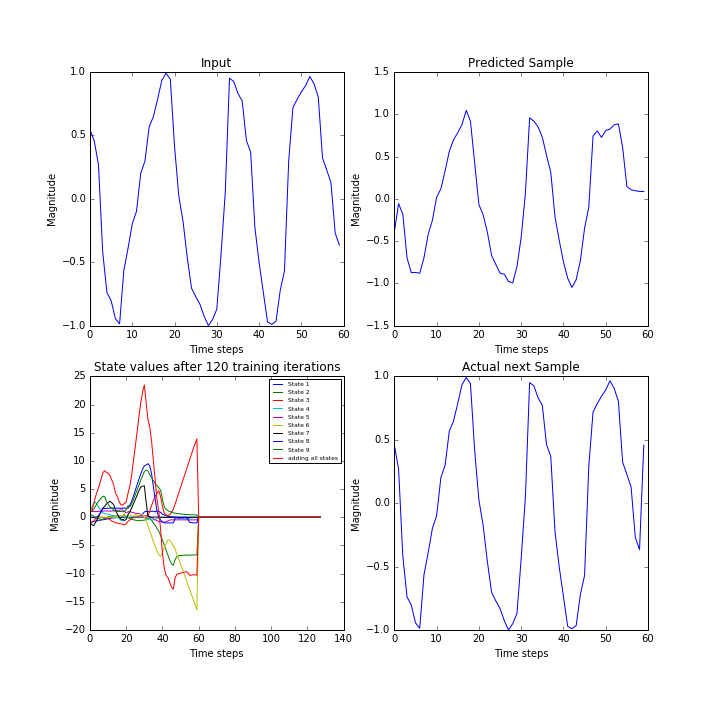 Input
1.0
0.5
0.0
−0.5
−1.0
Magnitude
0 10 20 30 40 50 60
Time steps
Predicted Sample
1.5
1.0
0.5
0.0
−0.5
−1.0
−1.5
Magnitude
0 10 20 30 40 50 60
Time steps
State values after 120 training iterations
25
20
15
10
5
0
−5
−10
−15
−20
Magnitude
0 20 40 60 80 100 120 140
Time steps
State 1
State 2
State 3
State 4
State 5
State 6
State 7
State 8
State 9
adding all states
Actual next Sample
1.0
0.5
0.0
−0.5
−1.0
Magnitude
0 10 20 30 40 50 60
Time steps